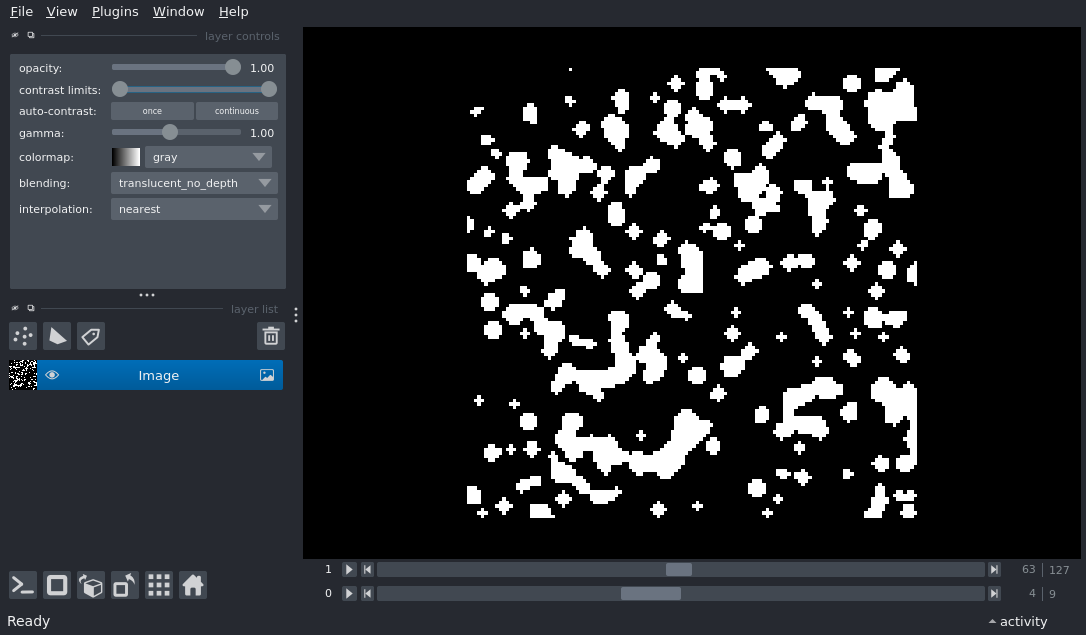 File View Plugins Window Help
layer controls
opacity: 1.00
contrast limits:
auto-contrast: once continuous
gamma: 1.00
colormap: gray
blending: translucent_no_depth
interpolation: nearest
layer list
Image
1 63 127
0 4 9
Ready activity